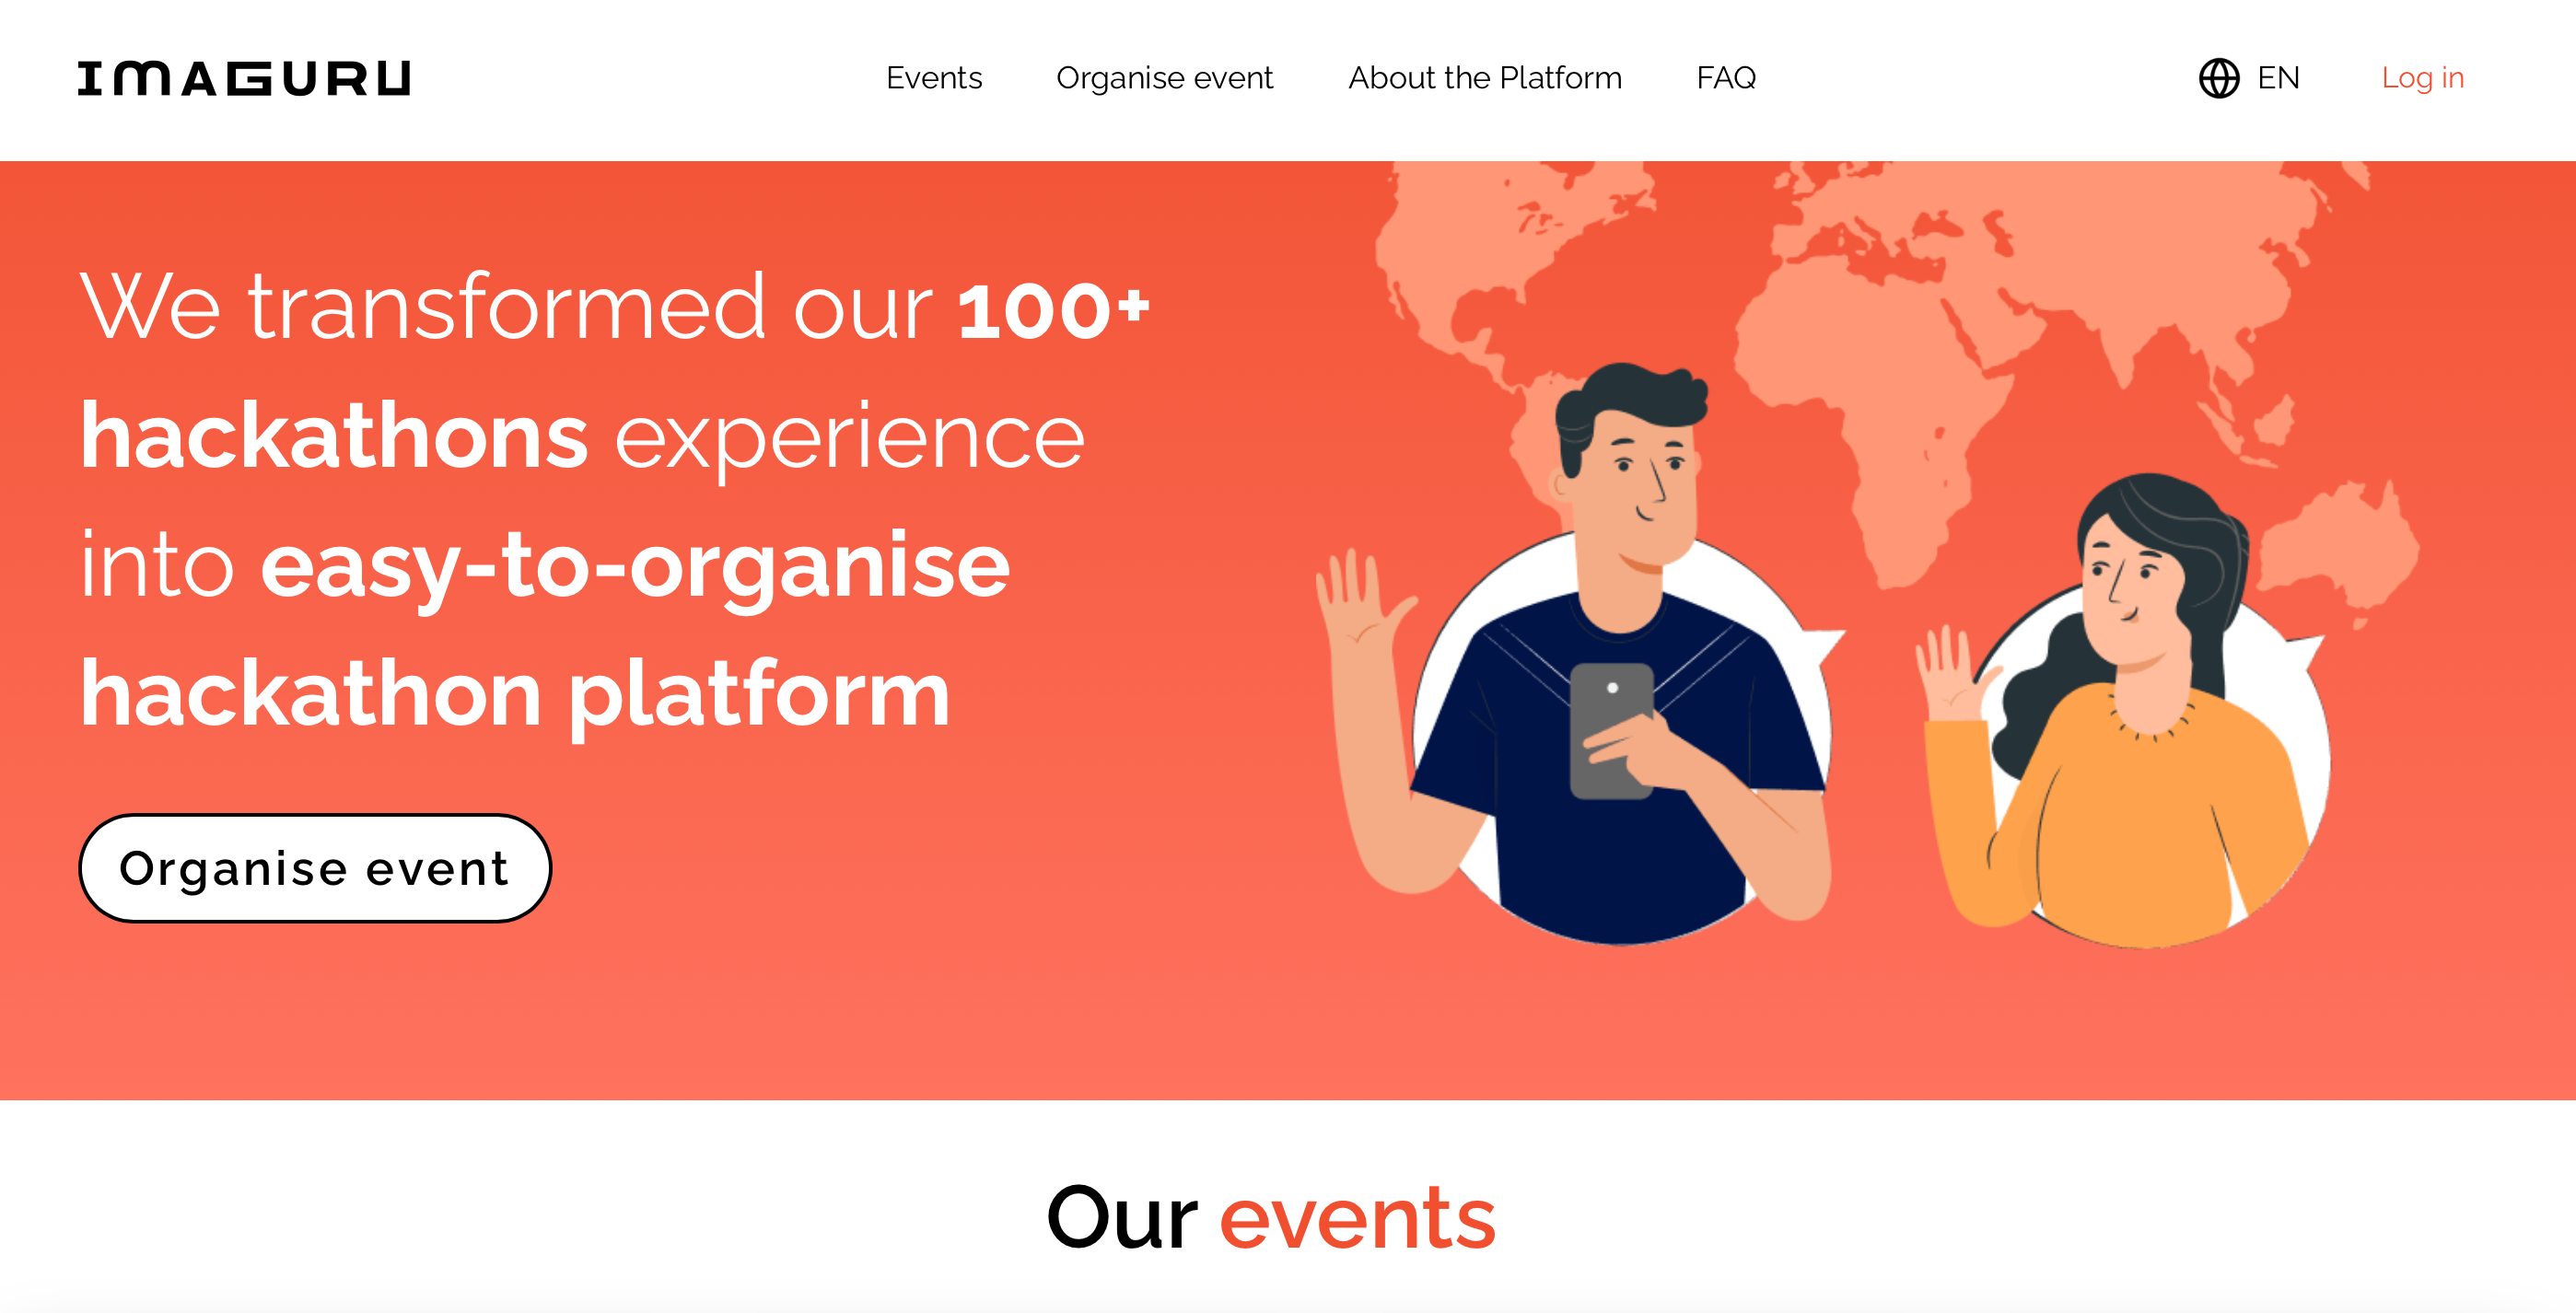 IMAGURU
Events
Organise event
About the Platform
FAQ
EN
Log in
We transformed our 100+
hackathons experience
into easy-to-organise
hackathon platform
Organise event
Our events